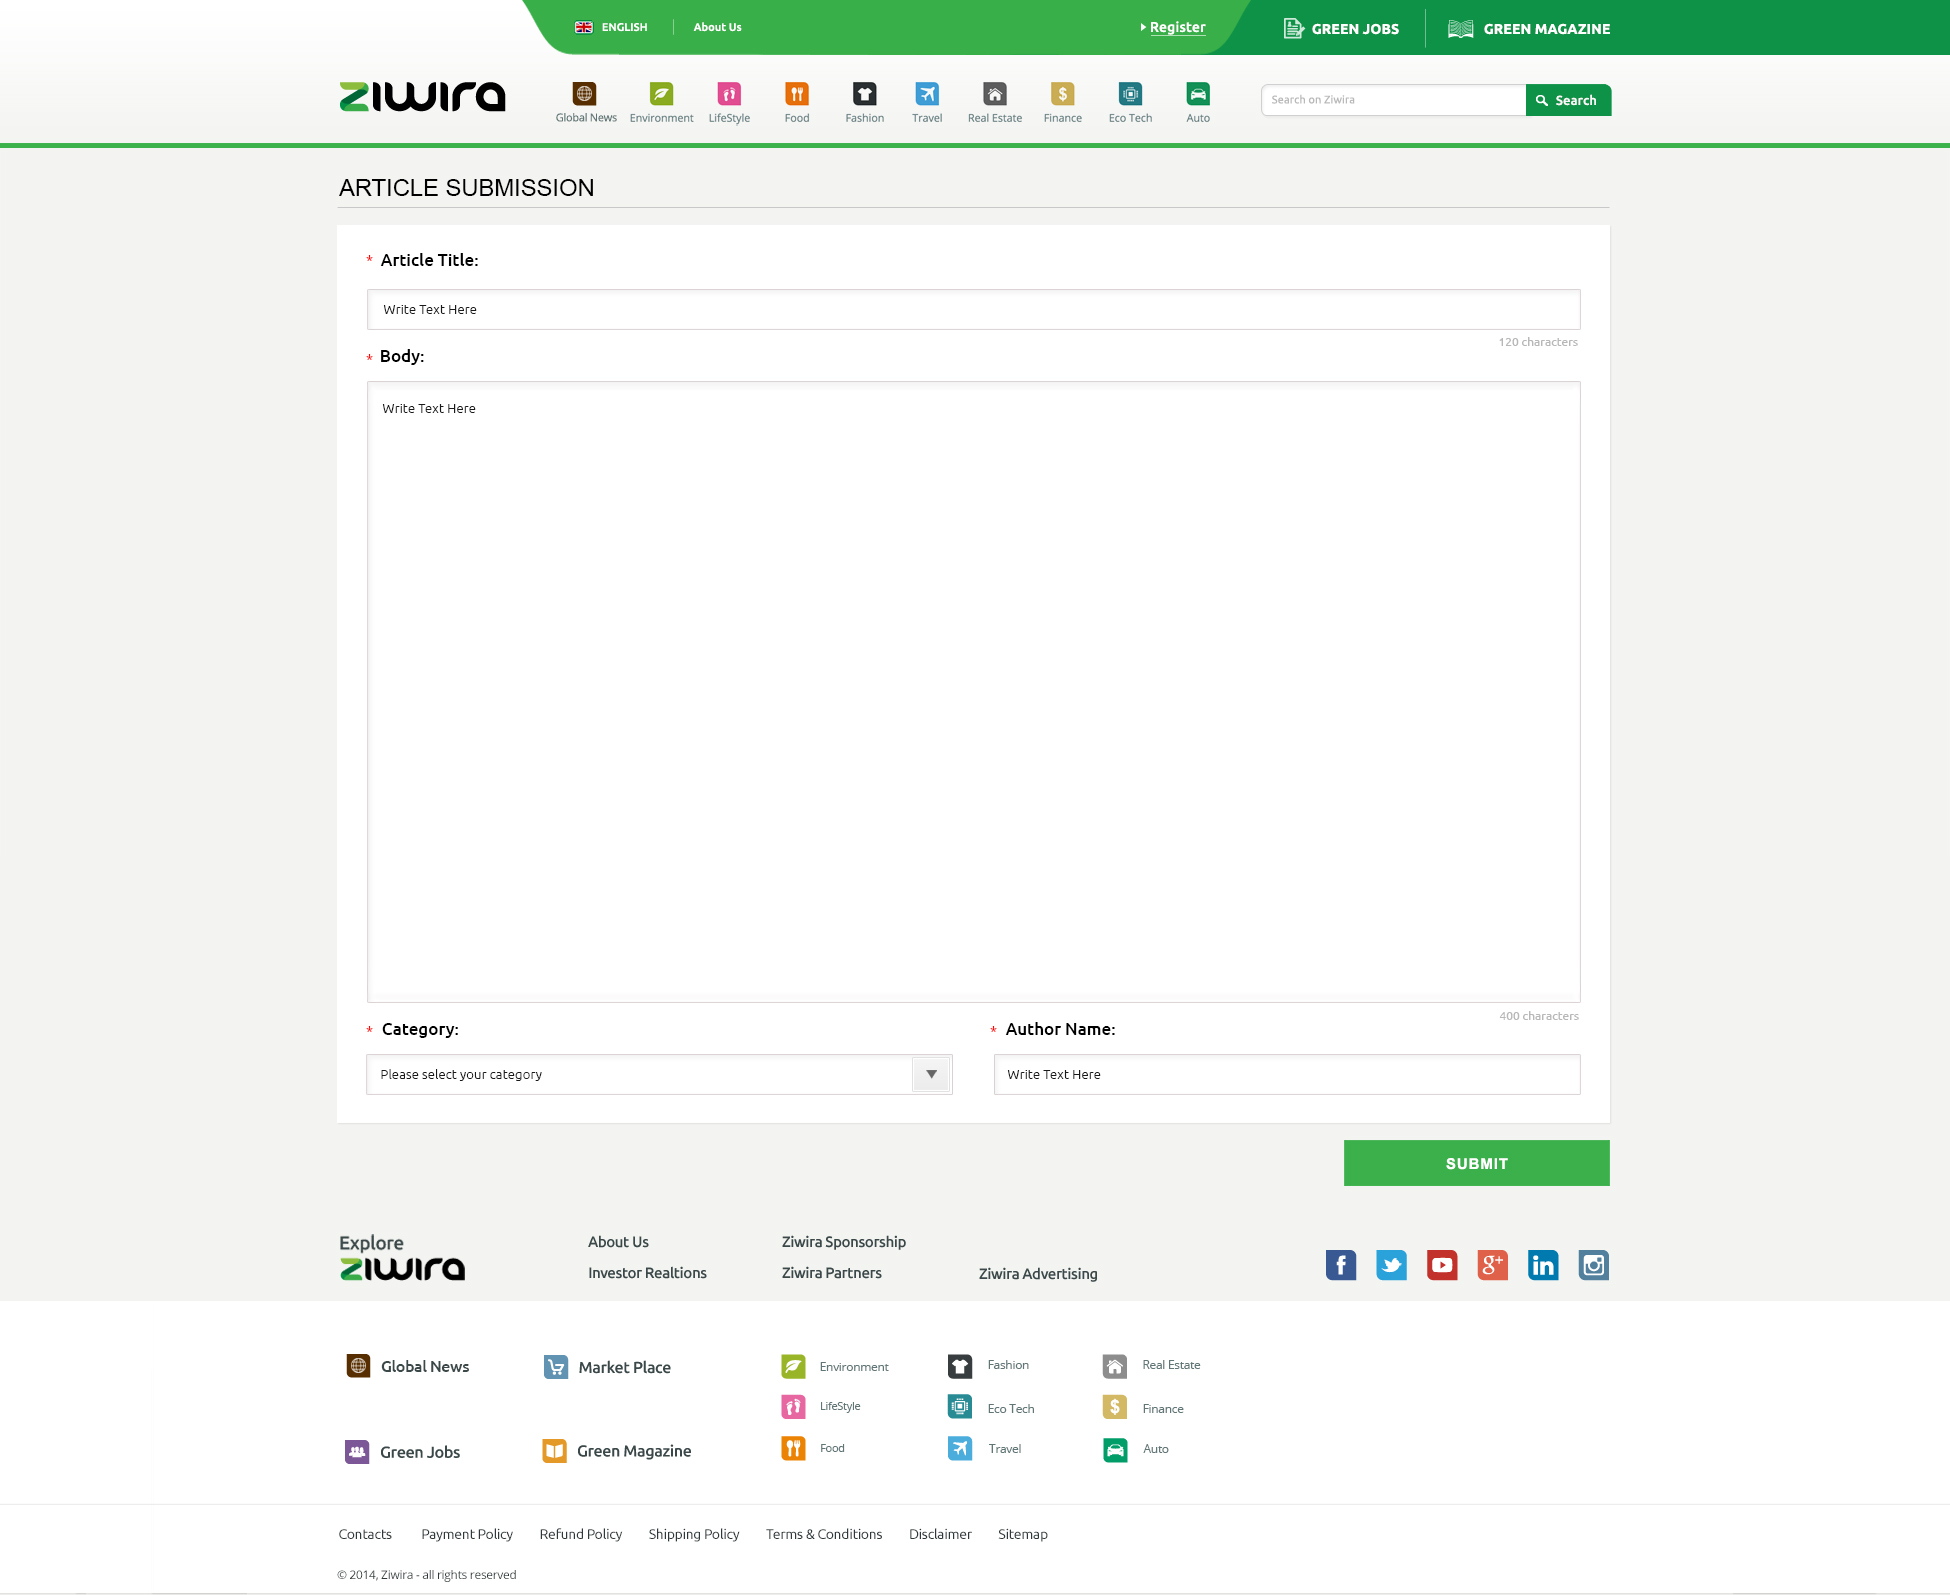 ENGLISH
About Us
Register
GREEN JOBS
GREEN MAGAZINE
ziwira
Global News
Environment
LifeStyle
Food
Fashion
Travel
Real Estate
Finance
Eco Tech
Auto
Search on Ziwira
Search
ARTICLE SUBMISSION
* Article Title:
Write Text Here
120 characters
* Body:
Write Text Here
400 characters
* Category:
Please select your category
* Author Name:
Write Text Here
SUBMIT
Explore
ziwira
About Us
Investor Realtions
Ziwira Sponsorship
Ziwira Partners
Ziwira Advertising
Global News
Market Place
Green Jobs
Green Magazine
Environment
LifeStyle
Food
Fashion
Eco Tech
Travel
Real Estate
Finance
Auto
Contacts
Payment Policy
Refund Policy
Shipping Policy
Terms & Conditions
Disclaimer
Sitemap
© 2014, Ziwira - all rights reserved